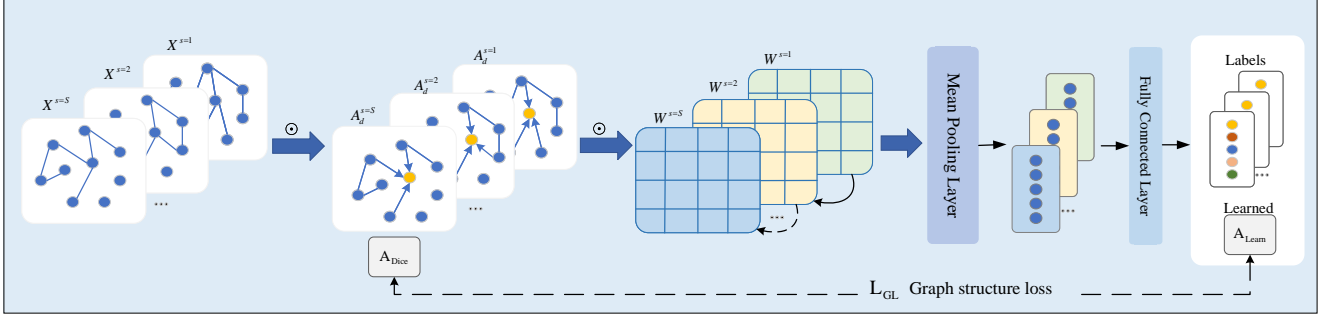 X^{s=1}
X^{s=2}
X^{s=S}
...
⊙
A_d^{s=1}
A_d^{s=2}
A_d^{s=S}
...
A_{Dice}
⊙
W^{s=1}
W^{s=2}
W^{s=S}
...
Mean Pooling Layer
...
Fully Connected Layer
Labels
...
Learned
A_{Learn}
L_{GL} Graph structure loss